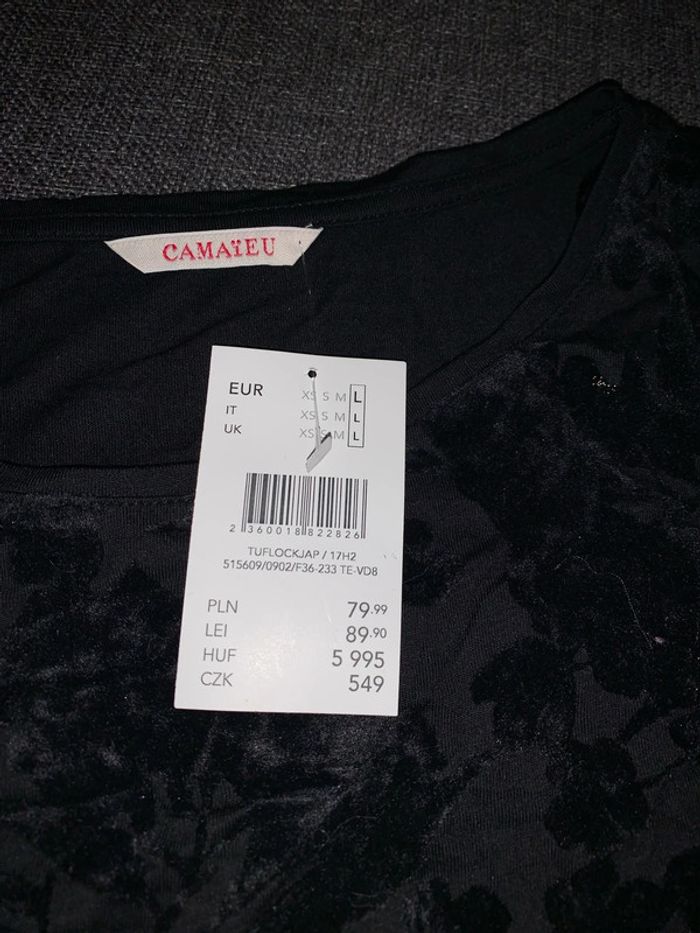 CAMAÏEU
EUR XS S M L
IT XS S M L
UK XS S M L
2 360018 822826
TUFLOCKJAP / 17H2
515609/0902/F36-233 TE-VD8
PLN 79.99
LEI 89.90
HUF 5 995
CZK 549